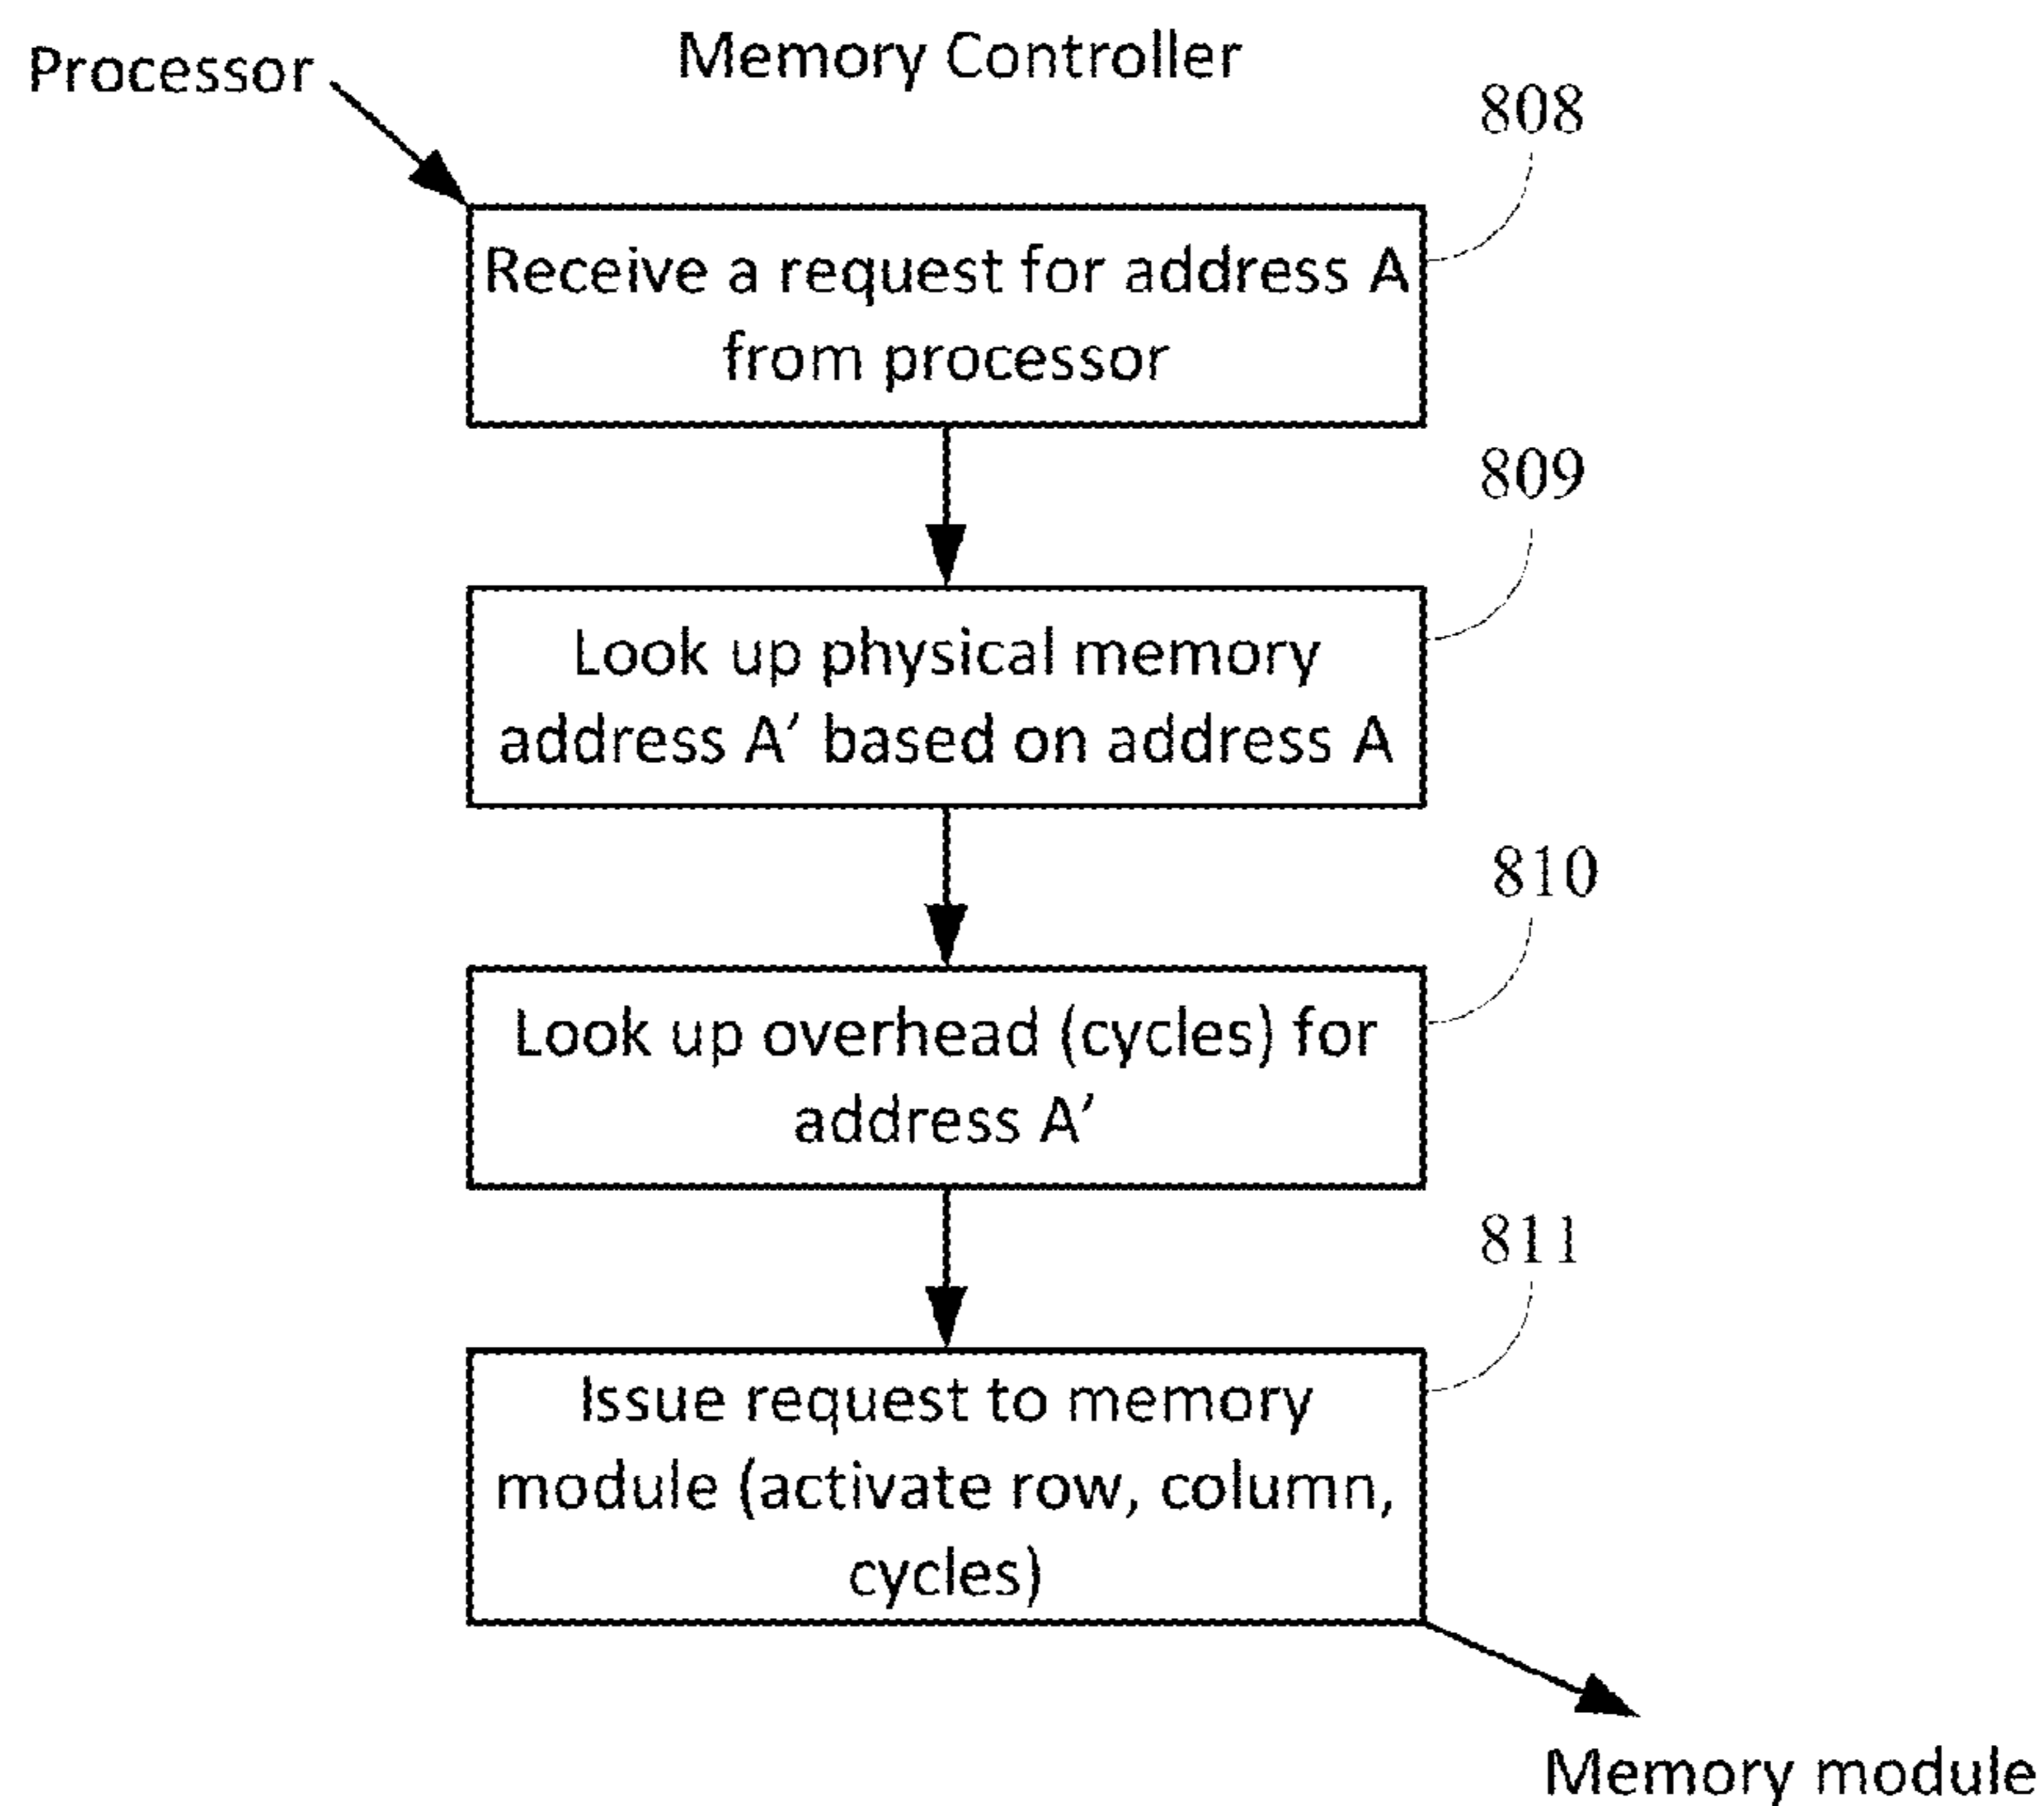 Processor
Memory Controller
808
Receive a request for address A
from processor
809
Look up physical memory
address A′ based on address A
810
Look up overhead (cycles) for
address A′
811
Issue request to memory
module (activate row, column,
cycles)
Memory module